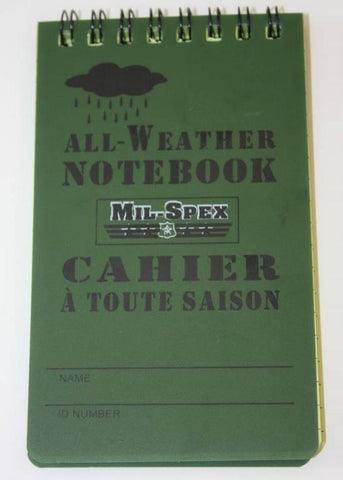 ALL-WEATHER
NOTEBOOK
MIL-SPEX
CAHIER
À TOUTE SAISON
NAME
ID NUMBER